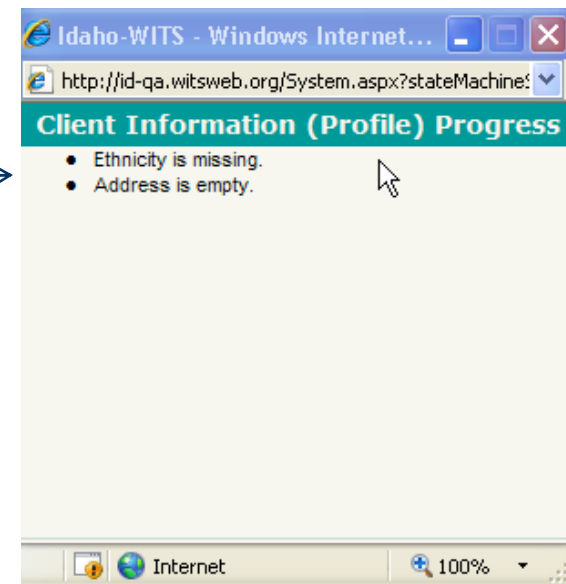 Idaho-WITS - Windows Internet...
http://id-qa.witsweb.org/System.aspx?stateMachine
Client Information (Profile) Progress
• Ethnicity is missing.
• Address is empty.
Internet 100%